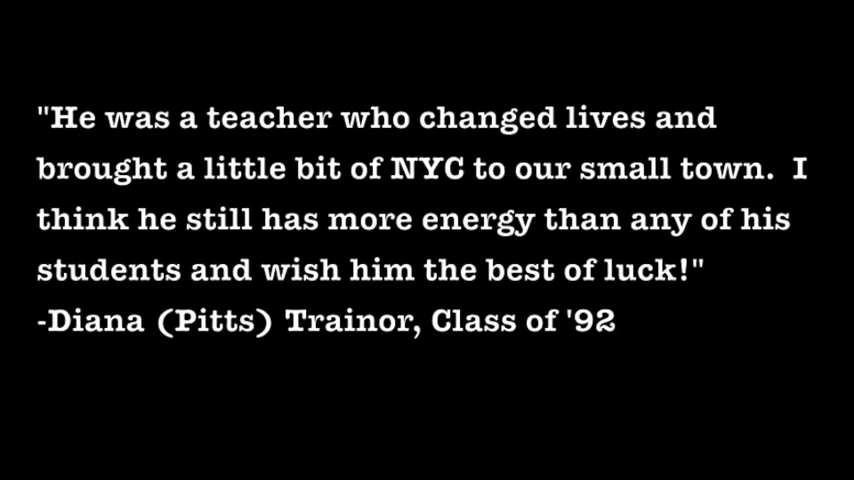 "He was a teacher who changed lives and
brought a little bit of NYC to our small town.  I
think he still has more energy than any of his
students and wish him the best of luck!"
-Diana (Pitts) Trainor, Class of '92